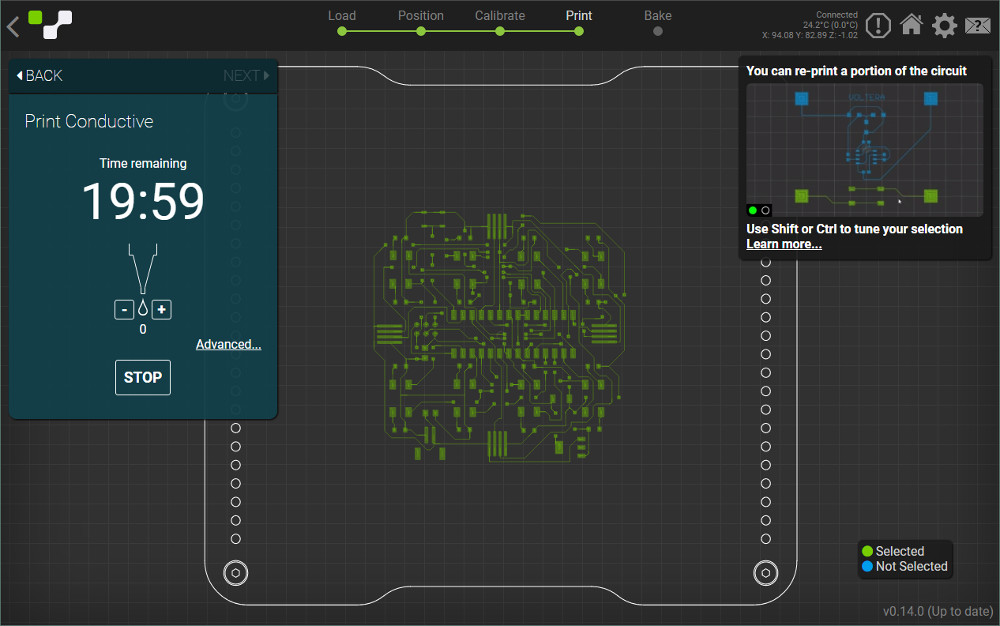 Load Position Calibrate Print Bake
Connected
24.2°C (0.0°C)
X: 94.08 Y: 82.89 Z: -1.02
BACK NEXT
Print Conductive
Time remaining
19:59
- +
0
Advanced...
STOP
You can re-print a portion of the circuit
VOLTERA
Use Shift or Ctrl to tune your selection
Learn more...
Selected
Not Selected
v0.14.0 (Up to date)